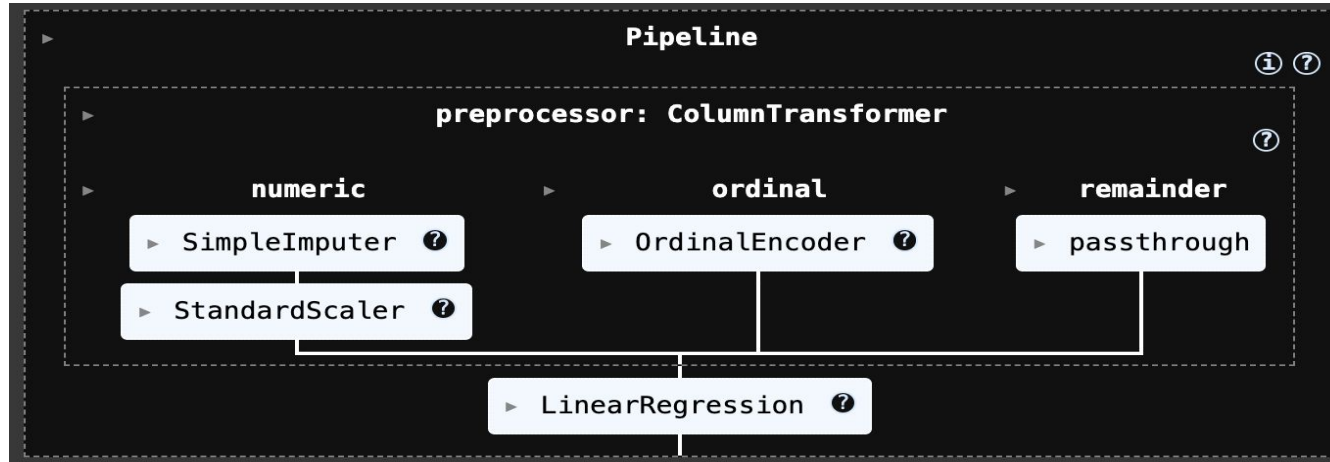 Pipeline
i ?
preprocessor: ColumnTransformer
?
numeric ordinal remainder
SimpleImputer ? OrdinalEncoder ? passthrough
StandardScaler ?
LinearRegression ?